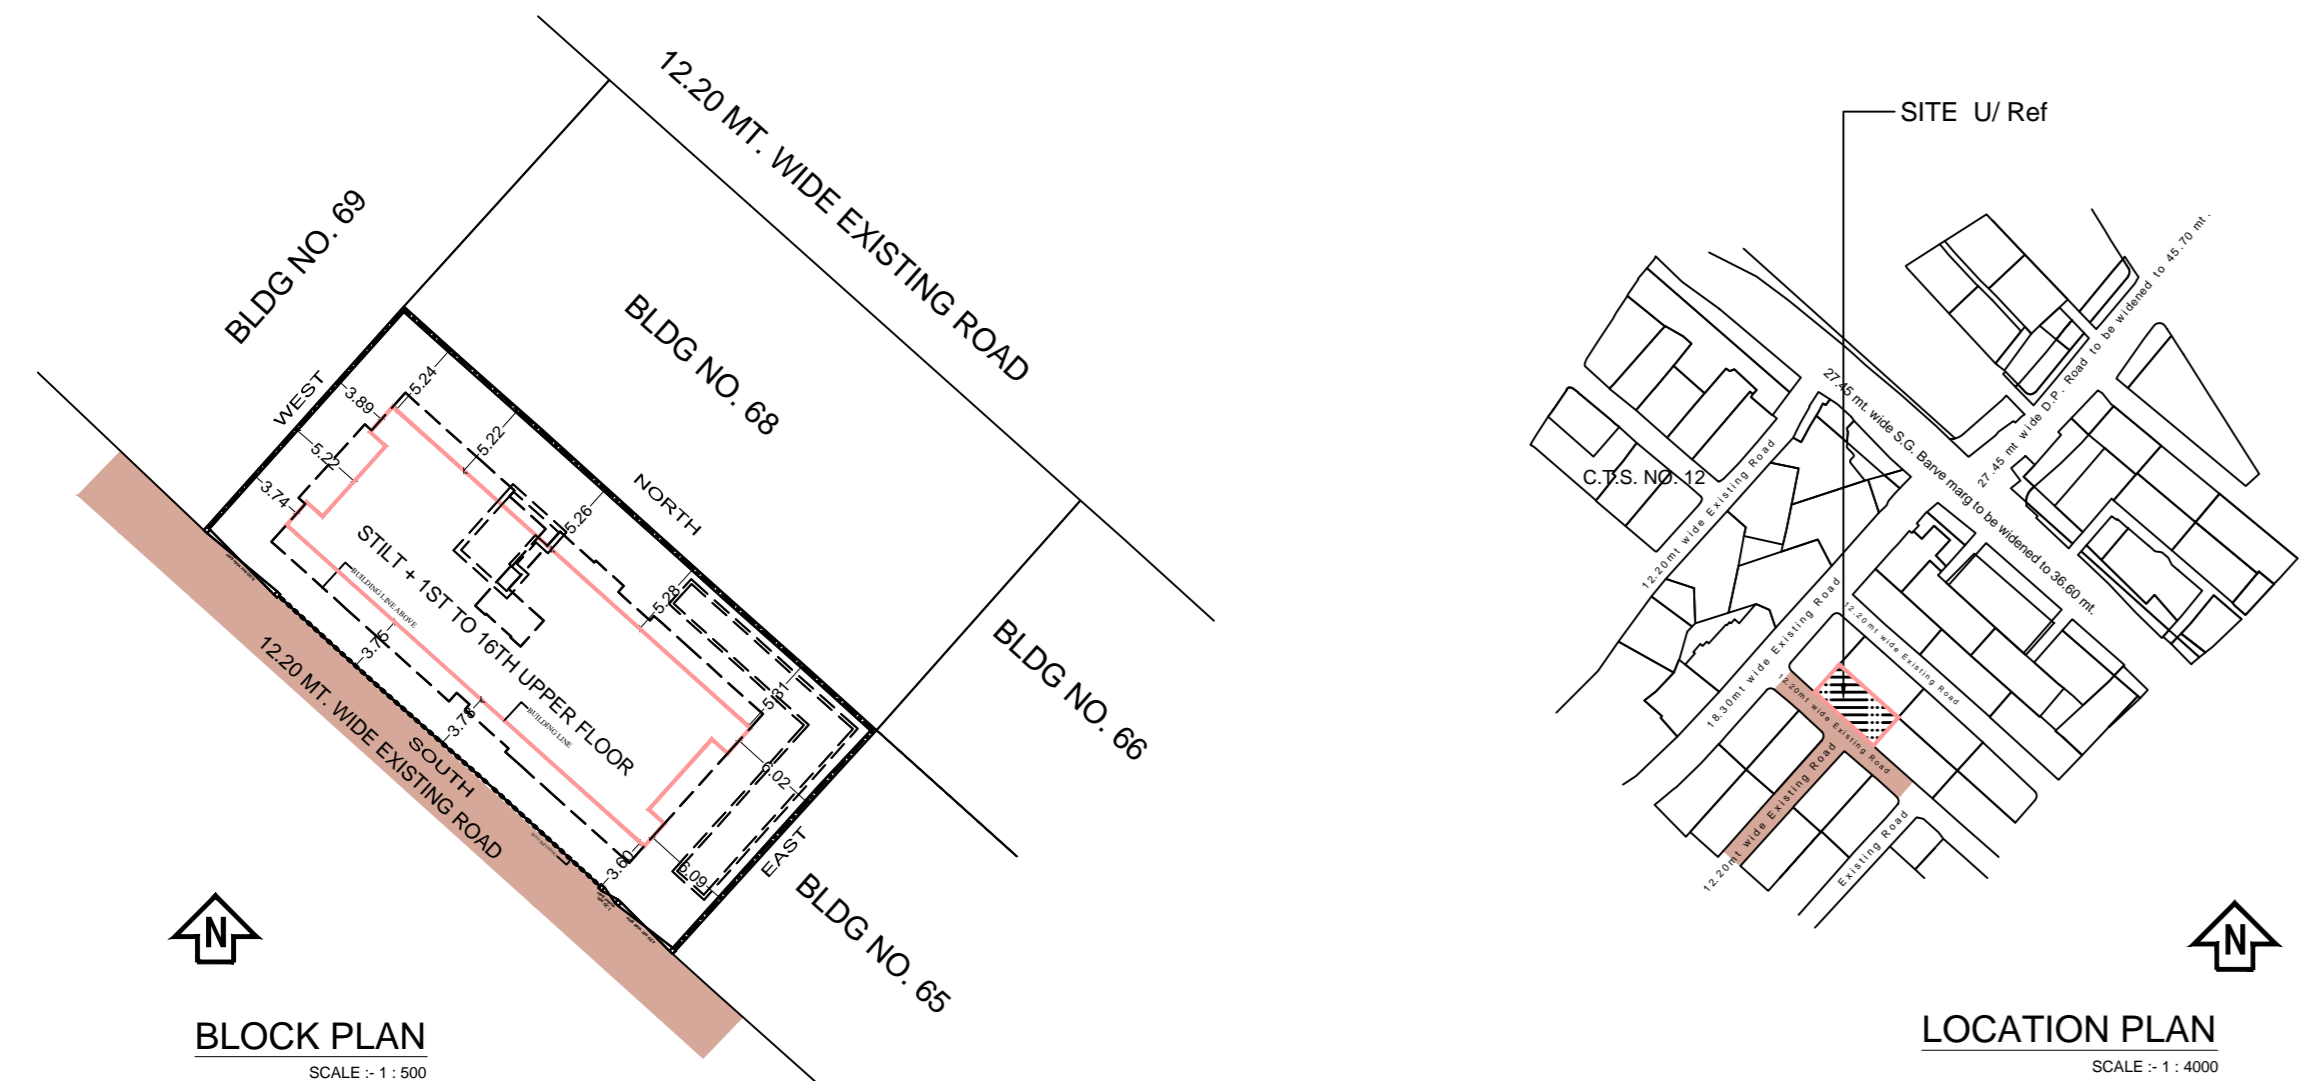 12.20 MT. WIDE EXISTING ROAD
BLDG NO. 69
BLDG NO. 68
WEST
3.89
5.24
5.22
5.22
3.74
NORTH
5.26
STILT + 1ST TO 16TH UPPER FLOOR
BUILDING LINE ABOVE
5.28
3.75
BUILDING LINE
5.31
3.78
6.02
SOUTH
12.20 MT. WIDE EXISTING ROAD
3.60
6.09
EAST
BLDG NO. 66
BLDG NO. 65
N
BLOCK PLAN
SCALE :- 1 : 500
SITE U/ Ref
27.45 mt wide D.P. Road to be widened to 45.70 mt.
27.45 mt. wide S.G. Barve marg to be widened to 36.60 mt.
C.T.S. NO. 12
12.20mt wide Existing Road
18.30mt wide Existing Road
12.20mt wide Existing Road
12.20mt wide Existing Road
12.20mt wide Existing Road
Existing Road
N
LOCATION PLAN
SCALE :- 1 : 4000